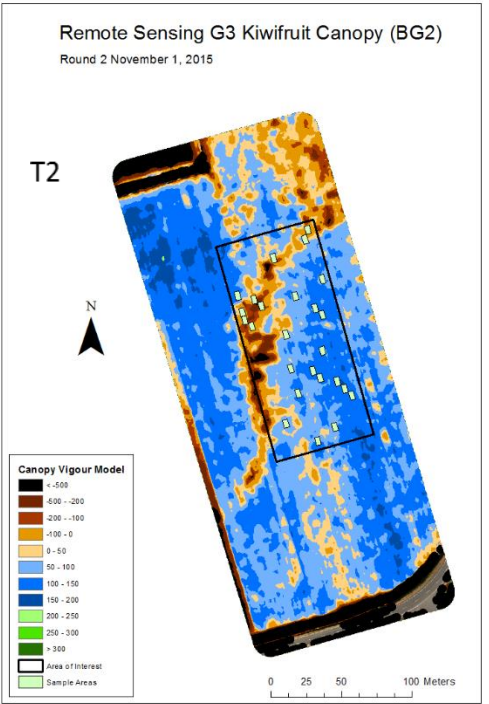 Remote Sensing G3 Kiwifruit Canopy (BG2)
Round 2 November 1, 2015
T2
N
Canopy Vigour Model
< -500
-500 - -200
-200 - -100
-100 - 0
0 - 50
50 - 100
100 - 150
150 - 200
200 - 250
250 - 300
> 300
Area of Interest
Sample Areas
0 25 50 100 Meters